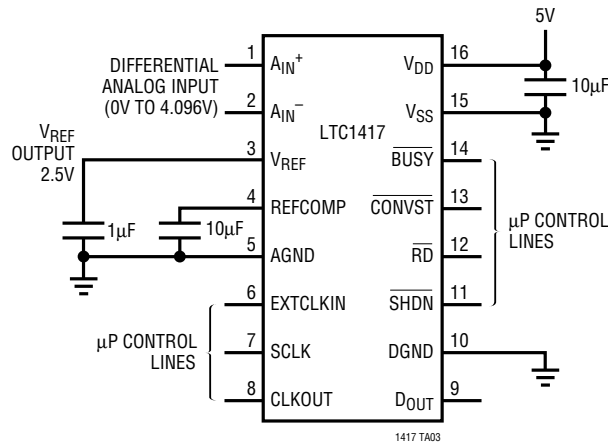 5V
1
A_IN+
V_DD
16
DIFFERENTIAL
ANALOG INPUT
(0V TO 4.096V)
10µF
2
A_IN–
V_SS
15
LTC1417
V_REF
OUTPUT
2.5V
3
V_REF
BUSY
14
4
REFCOMP
CONVST
13
1µF
10µF
µP CONTROL
LINES
5
AGND
RD
12
6
EXTCLKIN
SHDN
11
µP CONTROL
LINES
7
SCLK
DGND
10
8
CLKOUT
D_OUT
9
1417 TA03